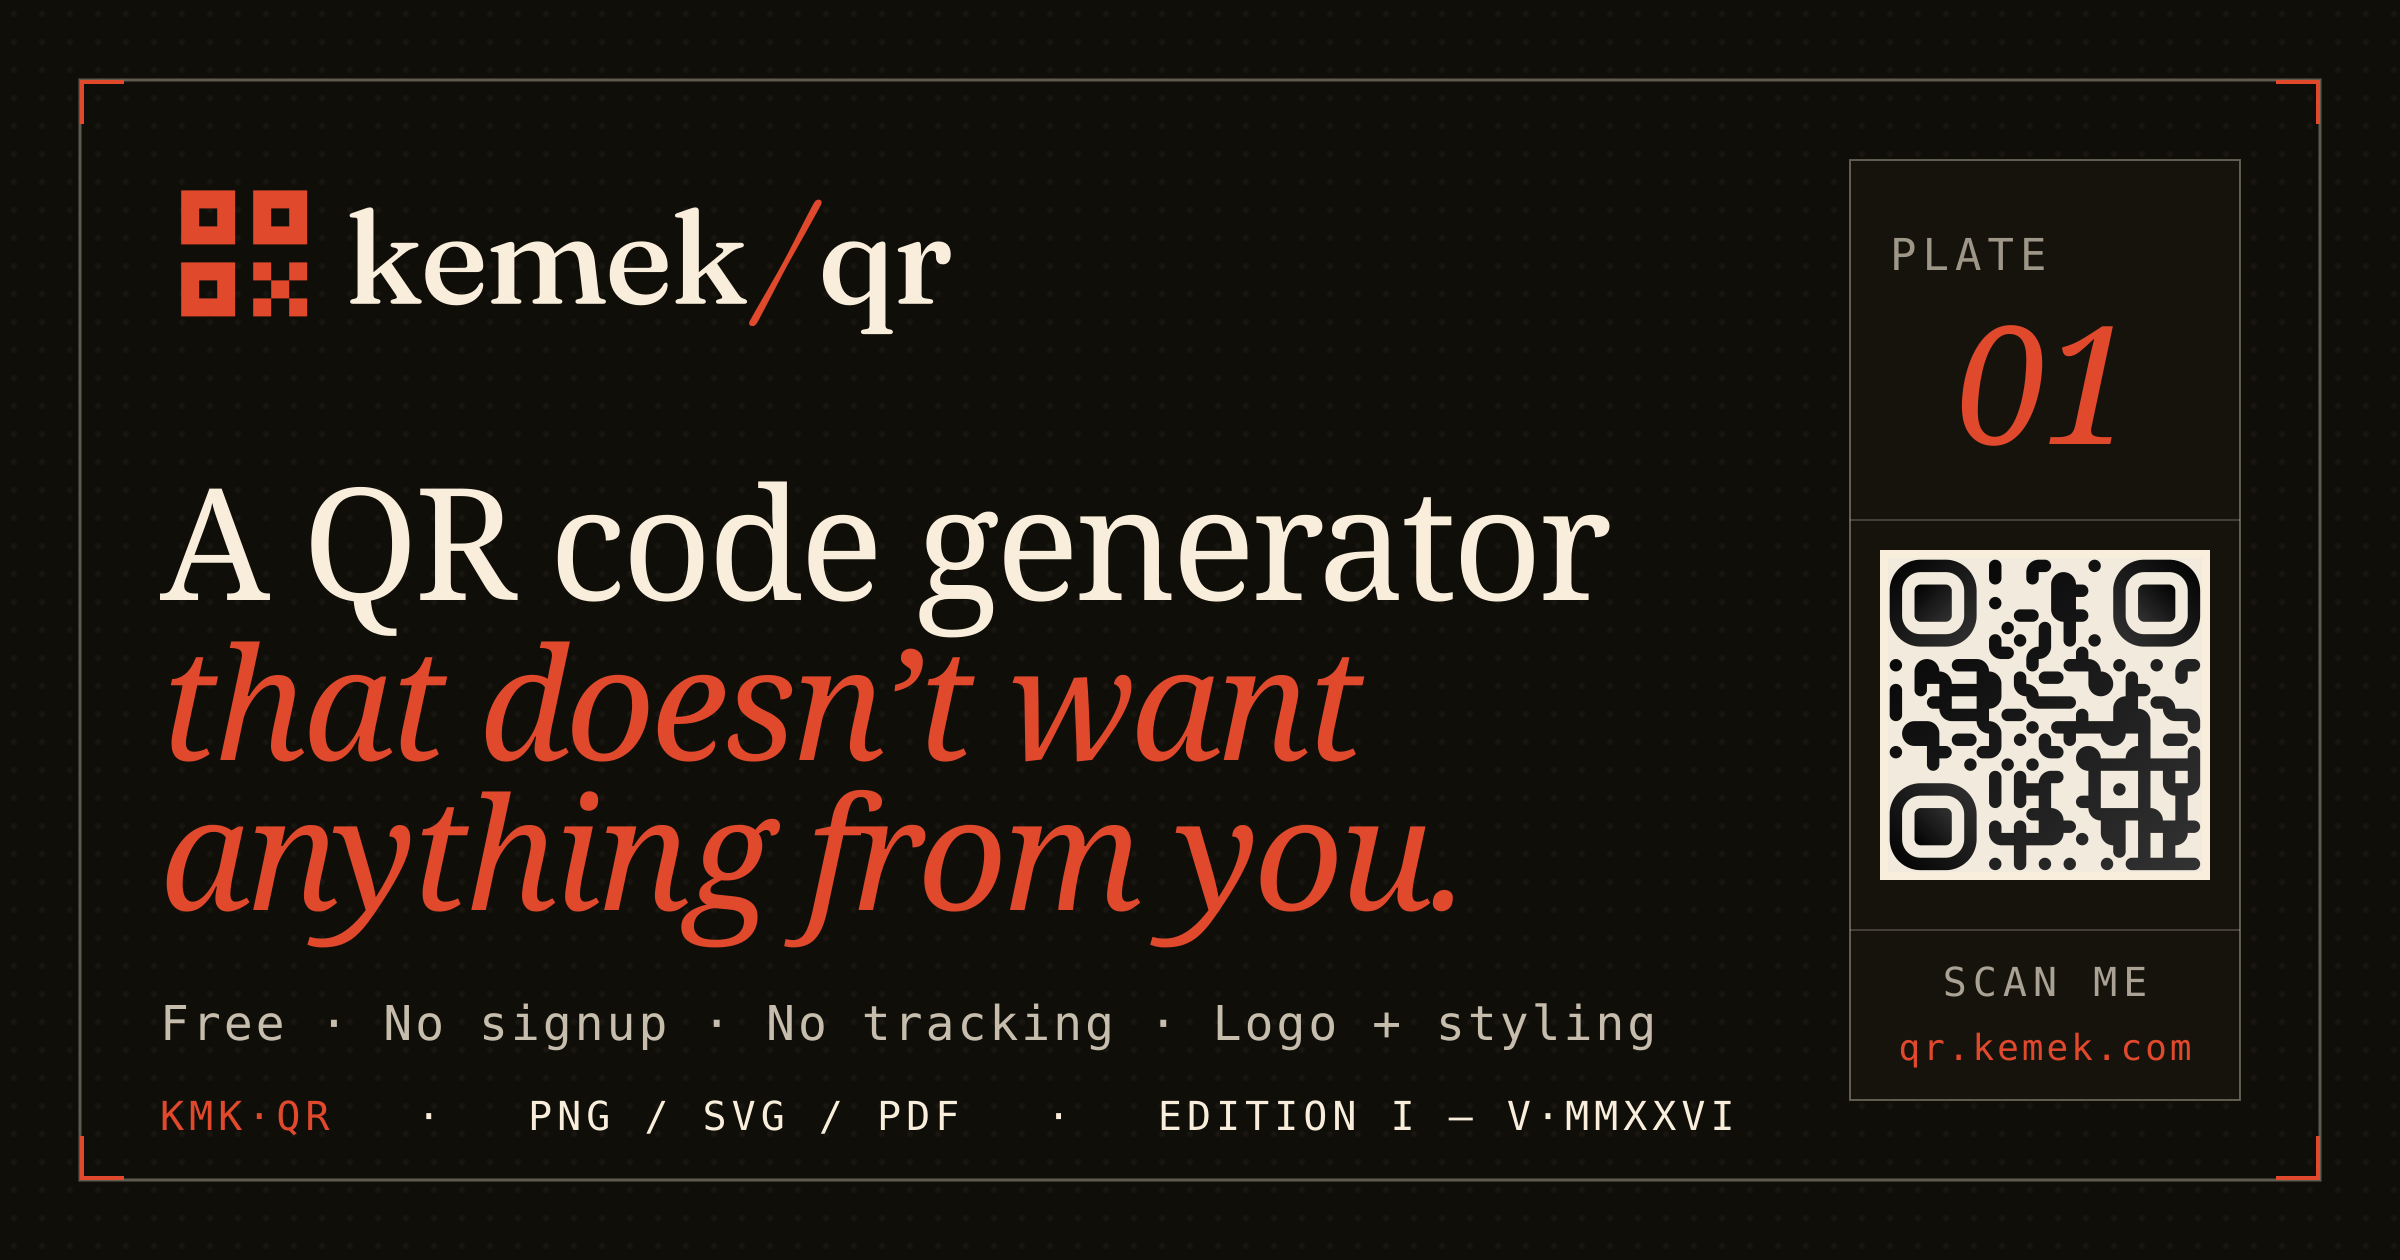 kemek/qr
A QR code generator
that doesn’t want
anything from you.
Free · No signup · No tracking · Logo + styling
KMK·QR · PNG / SVG / PDF · EDITION I — V·MMXXVI
PLATE
01
SCAN ME
qr.kemek.com